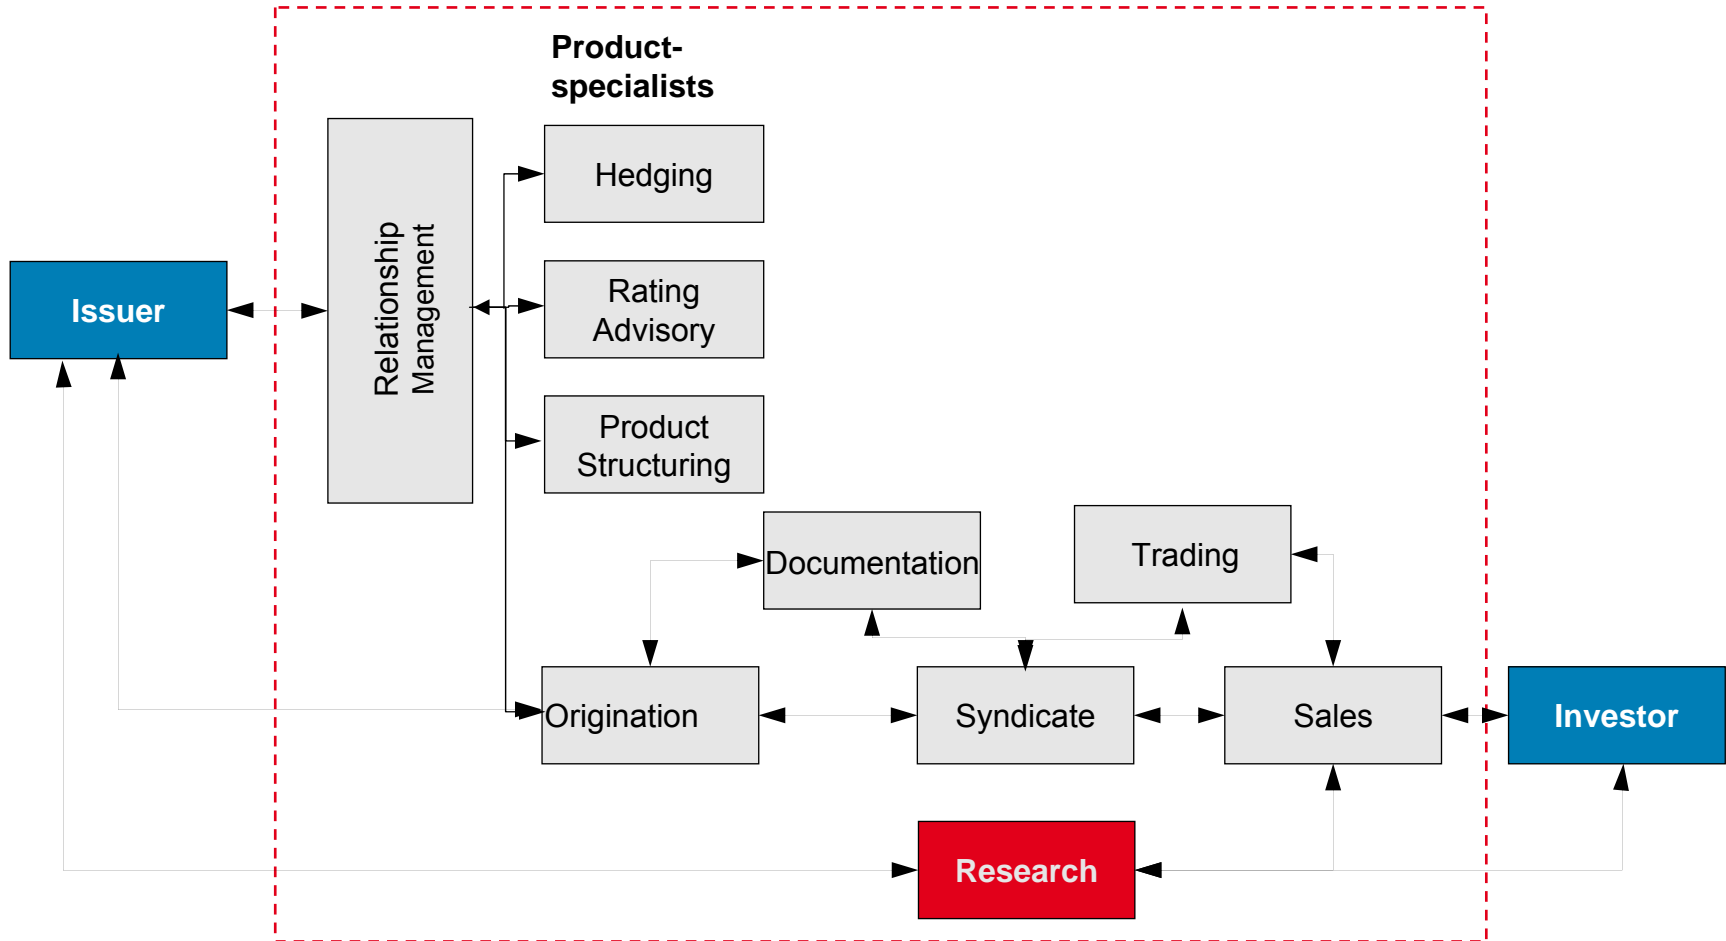 Product-
specialists
Hedging
Relationship
Management
Issuer
Rating
Advisory
Product
Structuring
Documentation
Trading
Origination
Syndicate
Sales
Investor
Research